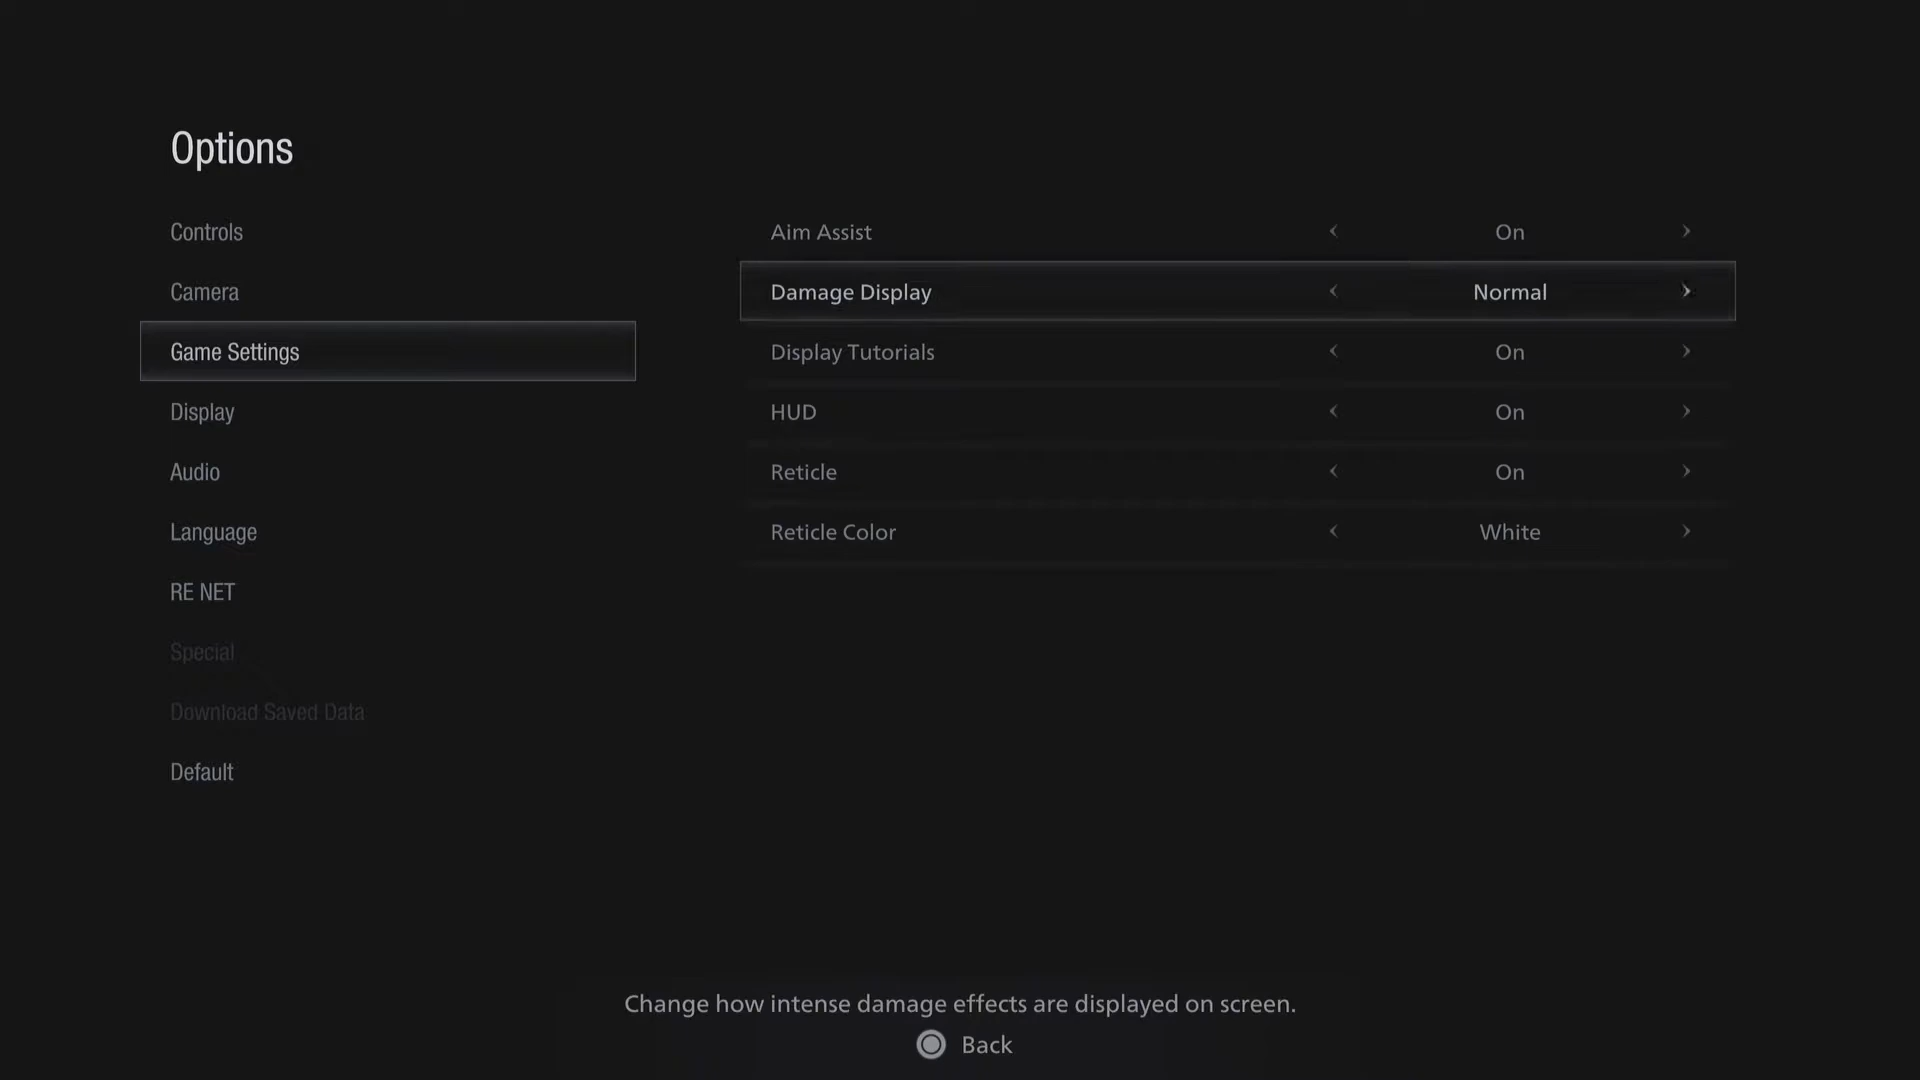 Options
Controls
Camera
Game Settings
Display
Audio
Language
RE NET
Special
Download Saved Data
Default
Aim Assist On
Damage Display Normal
Display Tutorials On
HUD On
Reticle On
Reticle Color White
Change how intense damage effects are displayed on screen.
Back